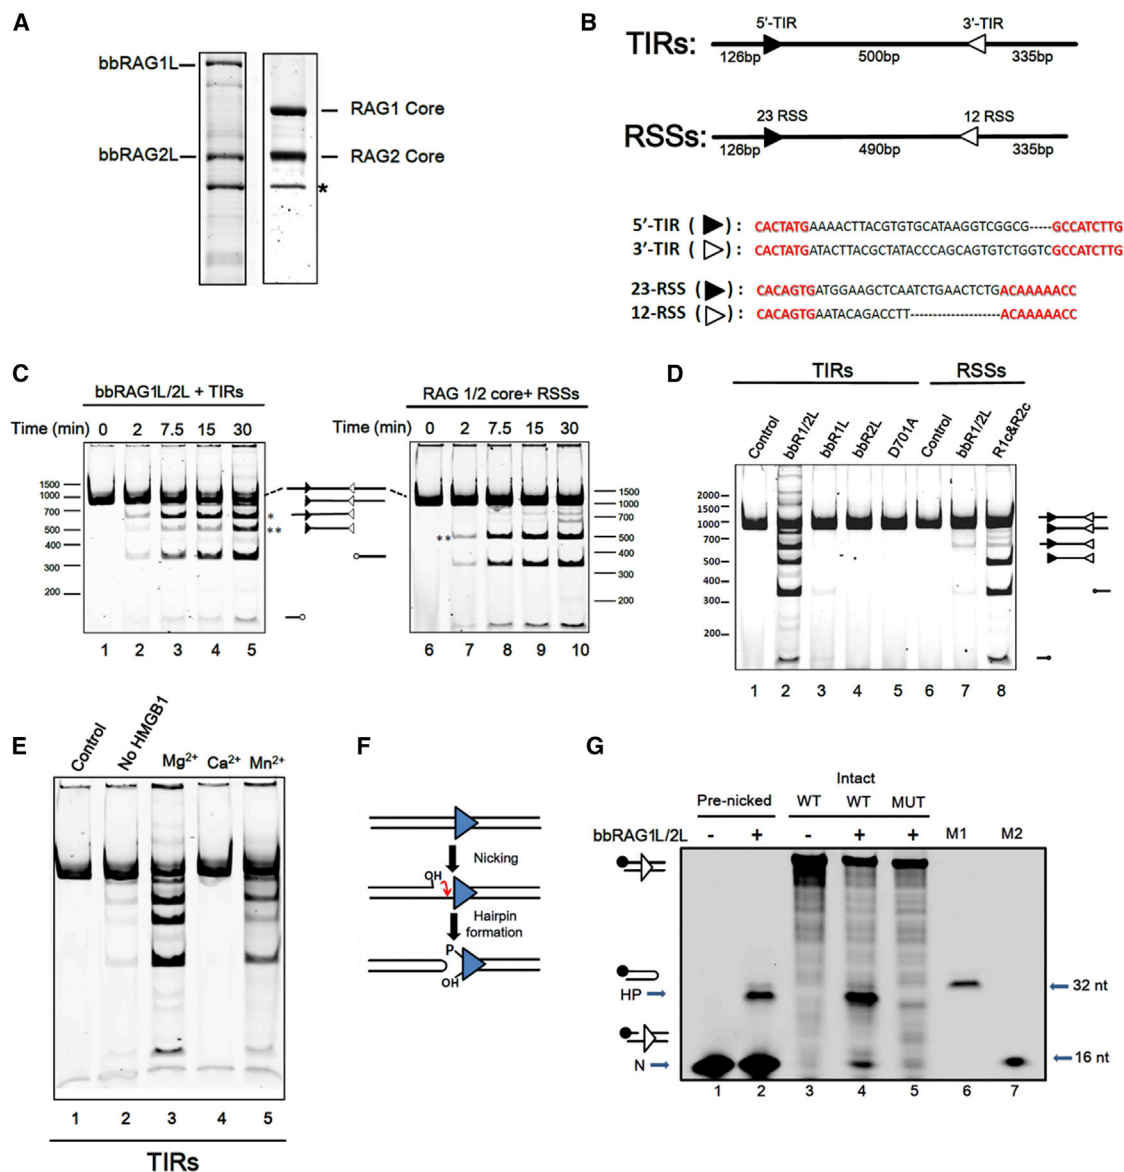 A
bbRAG1L
bbRAG2L
RAG1 Core
RAG2 Core
*
B
5'-TIR 3'-TIR
TIRs:
126bp 500bp 335bp
23 RSS 12 RSS
RSSs:
126bp 490bp 335bp
5'-TIR ( ) : CACTATGAAAACTTACGTGTGCATAAGGTCGGCG-----GCCATCTTG
3'-TIR ( ) : CACTATGATACTTACGCTATACCCAGCAGTGTCTGGTCGCCATCTTG
23-RSS ( ) : CACAGTGATGGAAGCTCAATCTGAACTCTGACAAAAACC
12-RSS ( ) : CACAGTGAATACAGACCTT------------------ACAAAAACC
C
bbRAG1L/2L + TIRs
Time (min) 0 2 7.5 15 30
1500
1000
700
500
400
300
200
*
**
1 2 3 4 5
RAG 1/2 core+ RSSs
Time (min) 0 2 7.5 15 30
**
1500
1000
700
500
400
300
200
6 7 8 9 10
D
TIRs RSSs
Control bbR1/2L bbR1L bbR2L D701A Control bbR1/2L R1c&R2c
2000
1500
1000
700
500
400
300
200
1 2 3 4 5 6 7 8
E
Control No HMGB1 Mg2+ Ca2+ Mn2+
1 2 3 4 5
TIRs
F
Nicking
OH
Hairpin
formation
P
OH
G
Intact
Pre-nicked WT WT MUT
bbRAG1L/2L - + - + + M1 M2
HP
N
32 nt
16 nt
1 2 3 4 5 6 7